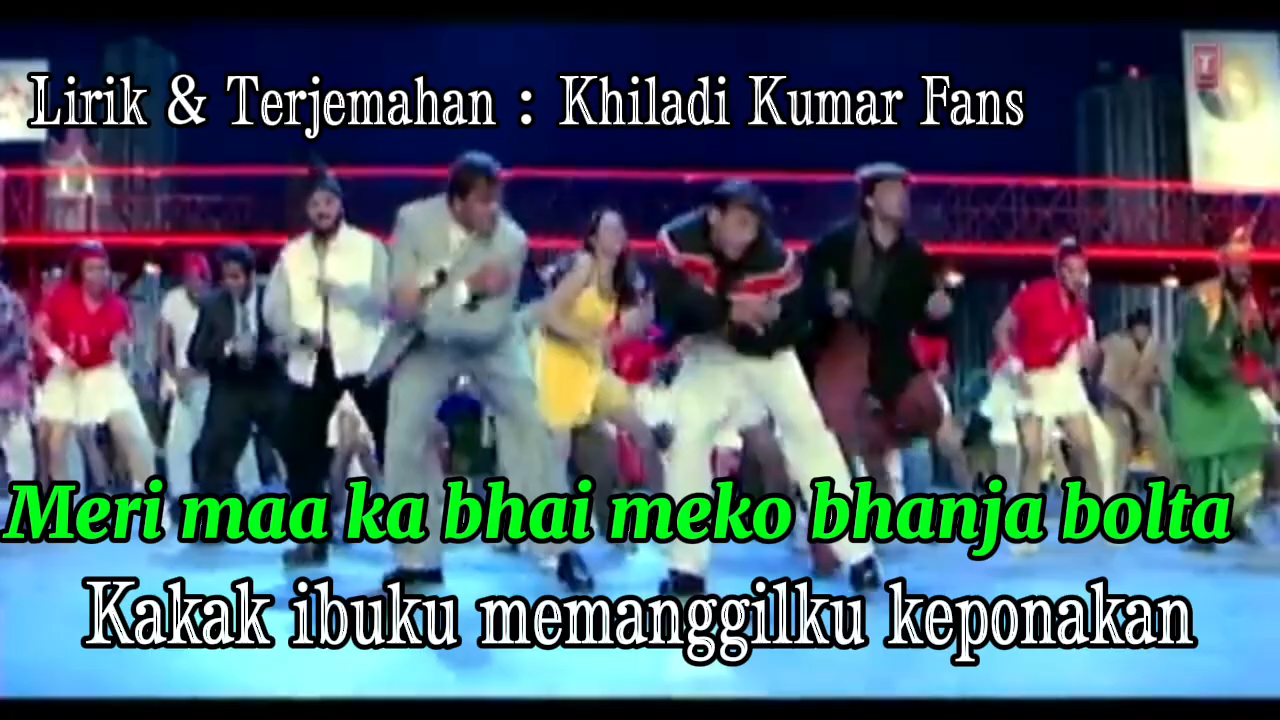 Lirik & Terjemahan : Khiladi Kumar Fans
T
Meri maa ka bhai meko bhanja bolta
Kakak ibuku memanggilku keponakan